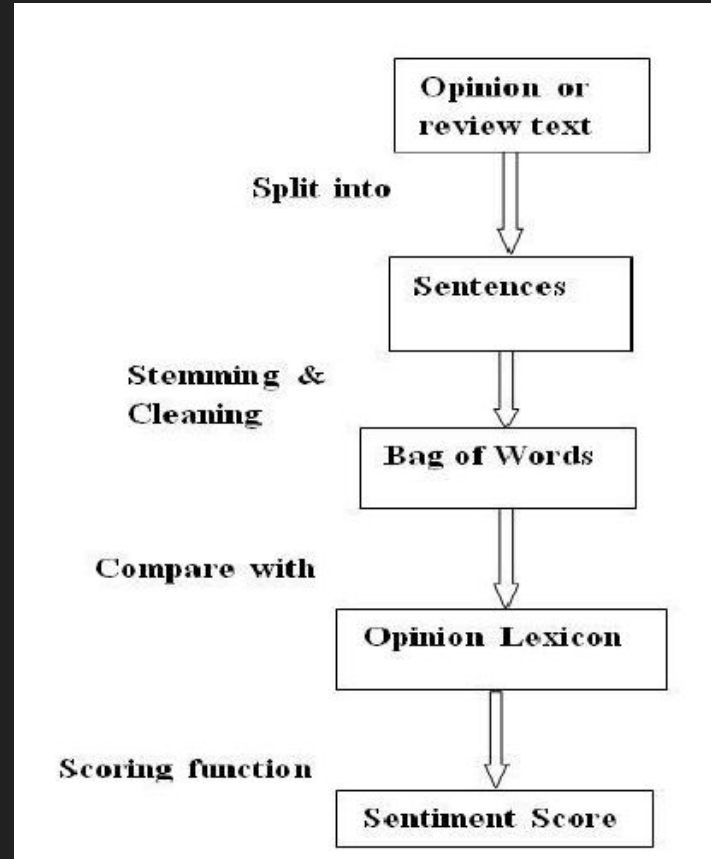 Opinion or
review text
Split into
Sentences
Stemming &
Cleaning
Bag of Words
Compare with
Opinion Lexicon
Scoring function
Sentiment Score